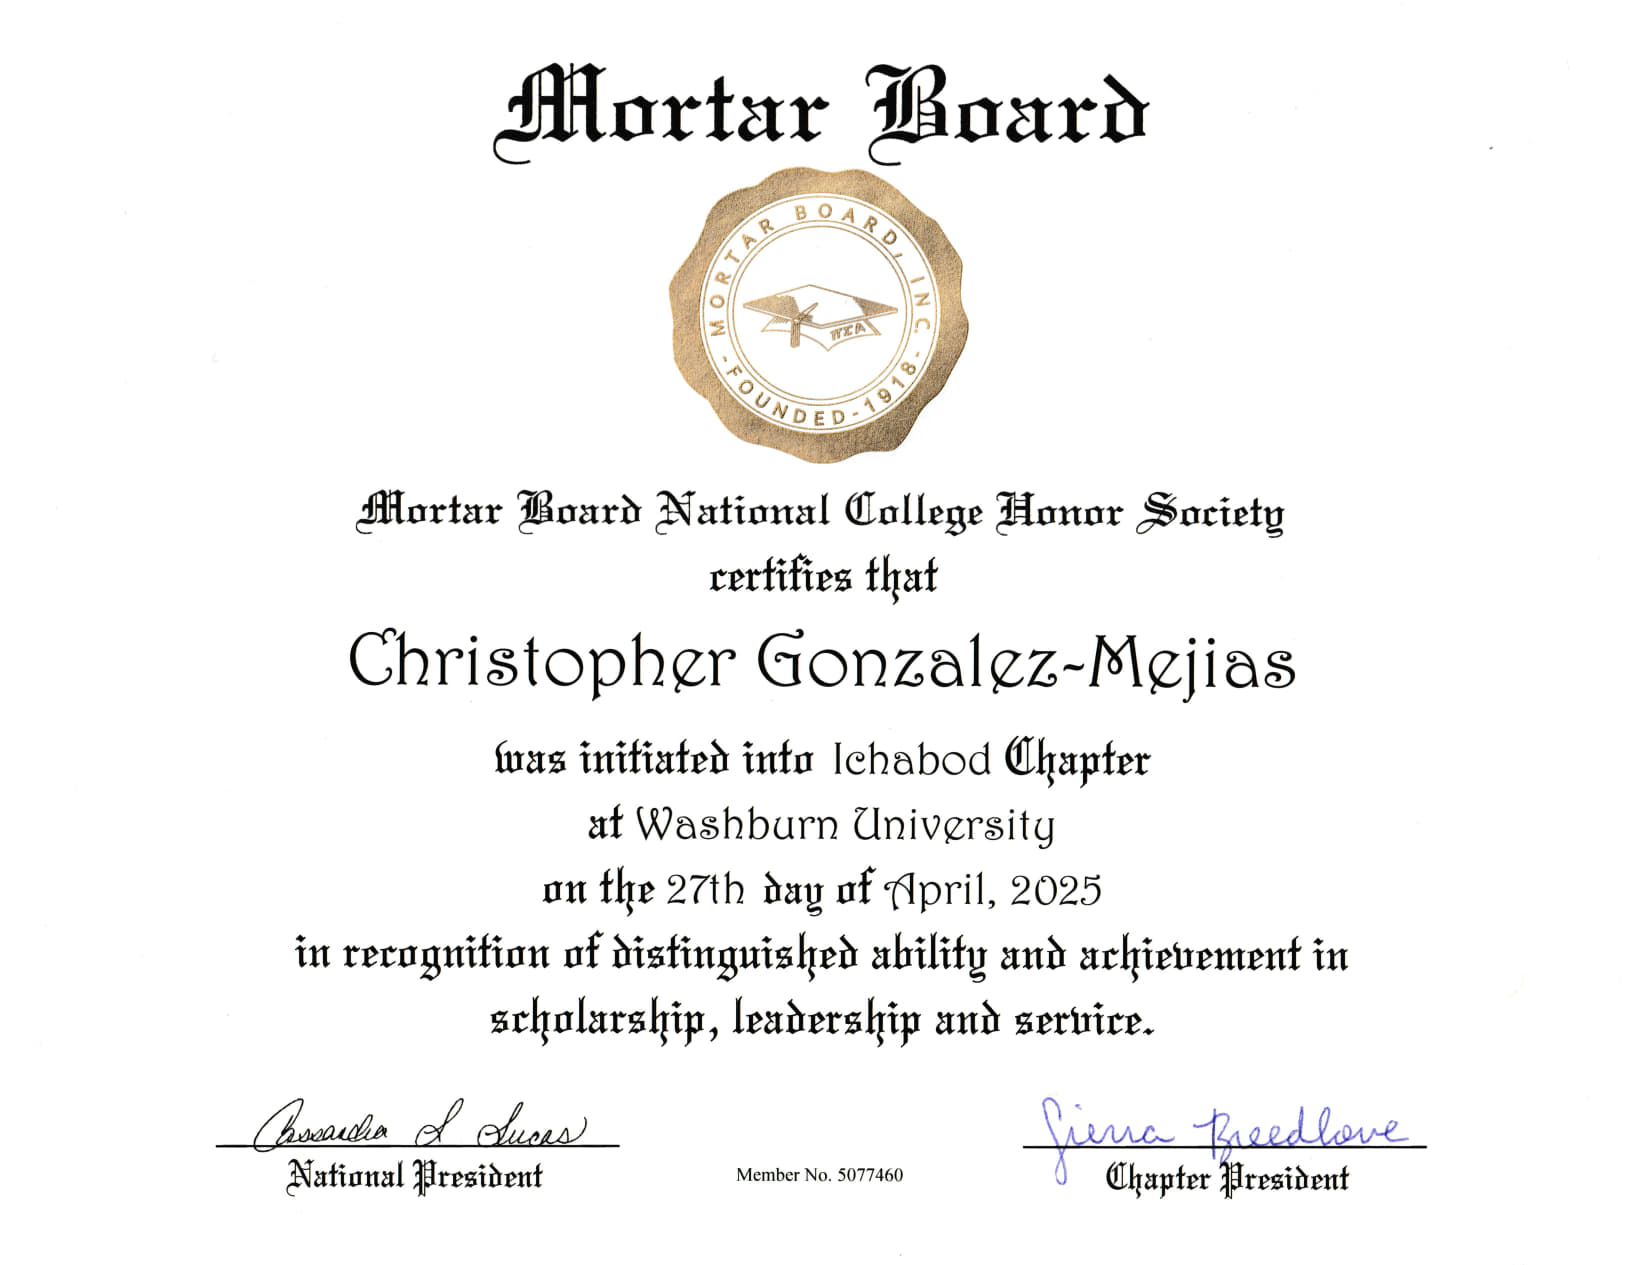 Mortar Board
MORTAR BOARD, INC.
ΠΣΑ
-FOUNDED-1918-
Mortar Board National College Honor Society
certifies that
Christopher Gonzalez-Mejias
was initiated into Ichabod Chapter
at Washburn University
on the 27th day of April, 2025
in recognition of distinguished ability and achievement in
scholarship, leadership and service.
Cassandra L Lucas
Sierra Breedlove
National President
Member No. 5077460
Chapter President